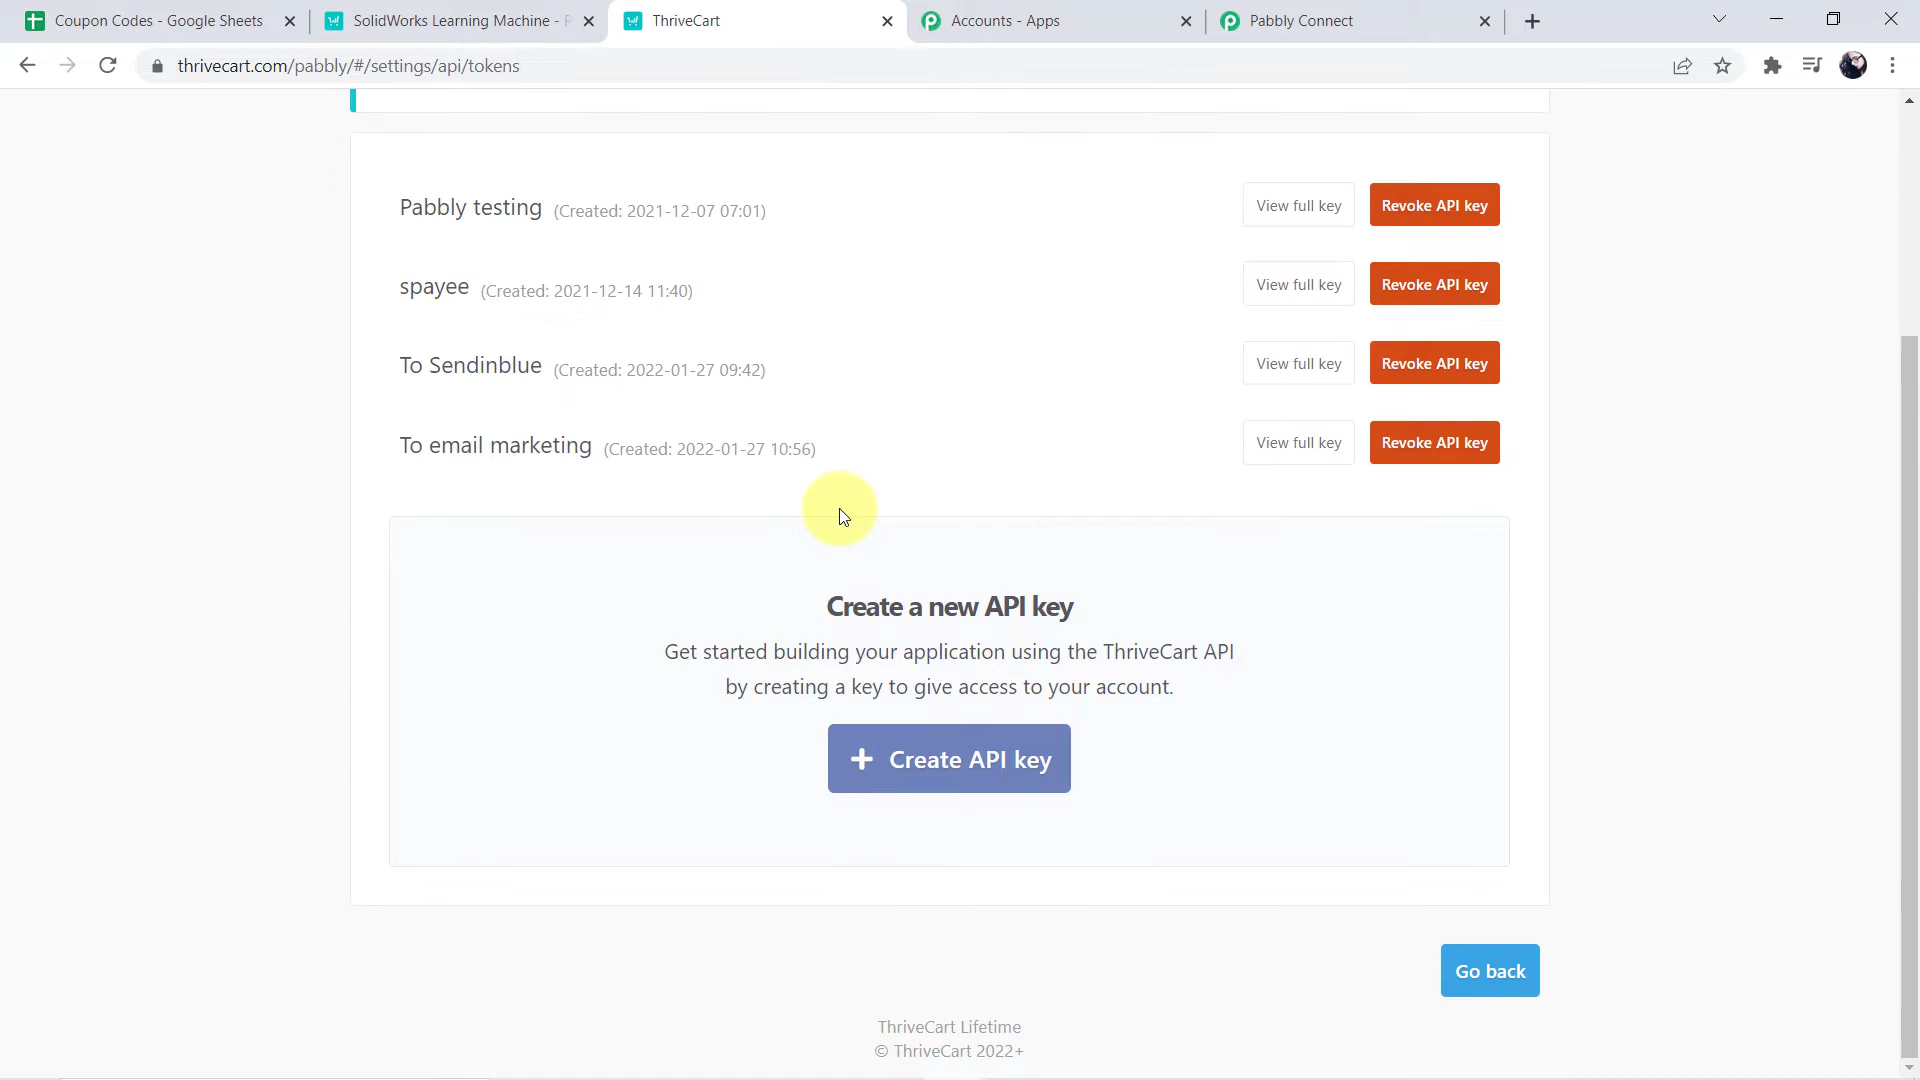 Coupon Codes - Google Sheets
SolidWorks Learning Machine -
ThriveCart
Accounts - Apps
Pabbly Connect
thrivecart.com/pabbly/#/settings/api/tokens
Pabbly testing (Created: 2021-12-07 07:01) View full key Revoke API key
spayee (Created: 2021-12-14 11:40) View full key Revoke API key
To Sendinblue (Created: 2022-01-27 09:42) View full key Revoke API key
To email marketing (Created: 2022-01-27 10:56) View full key Revoke API key
Create a new API key
Get started building your application using the ThriveCart API
by creating a key to give access to your account.
+ Create API key
Go back
ThriveCart Lifetime
© ThriveCart 2022+